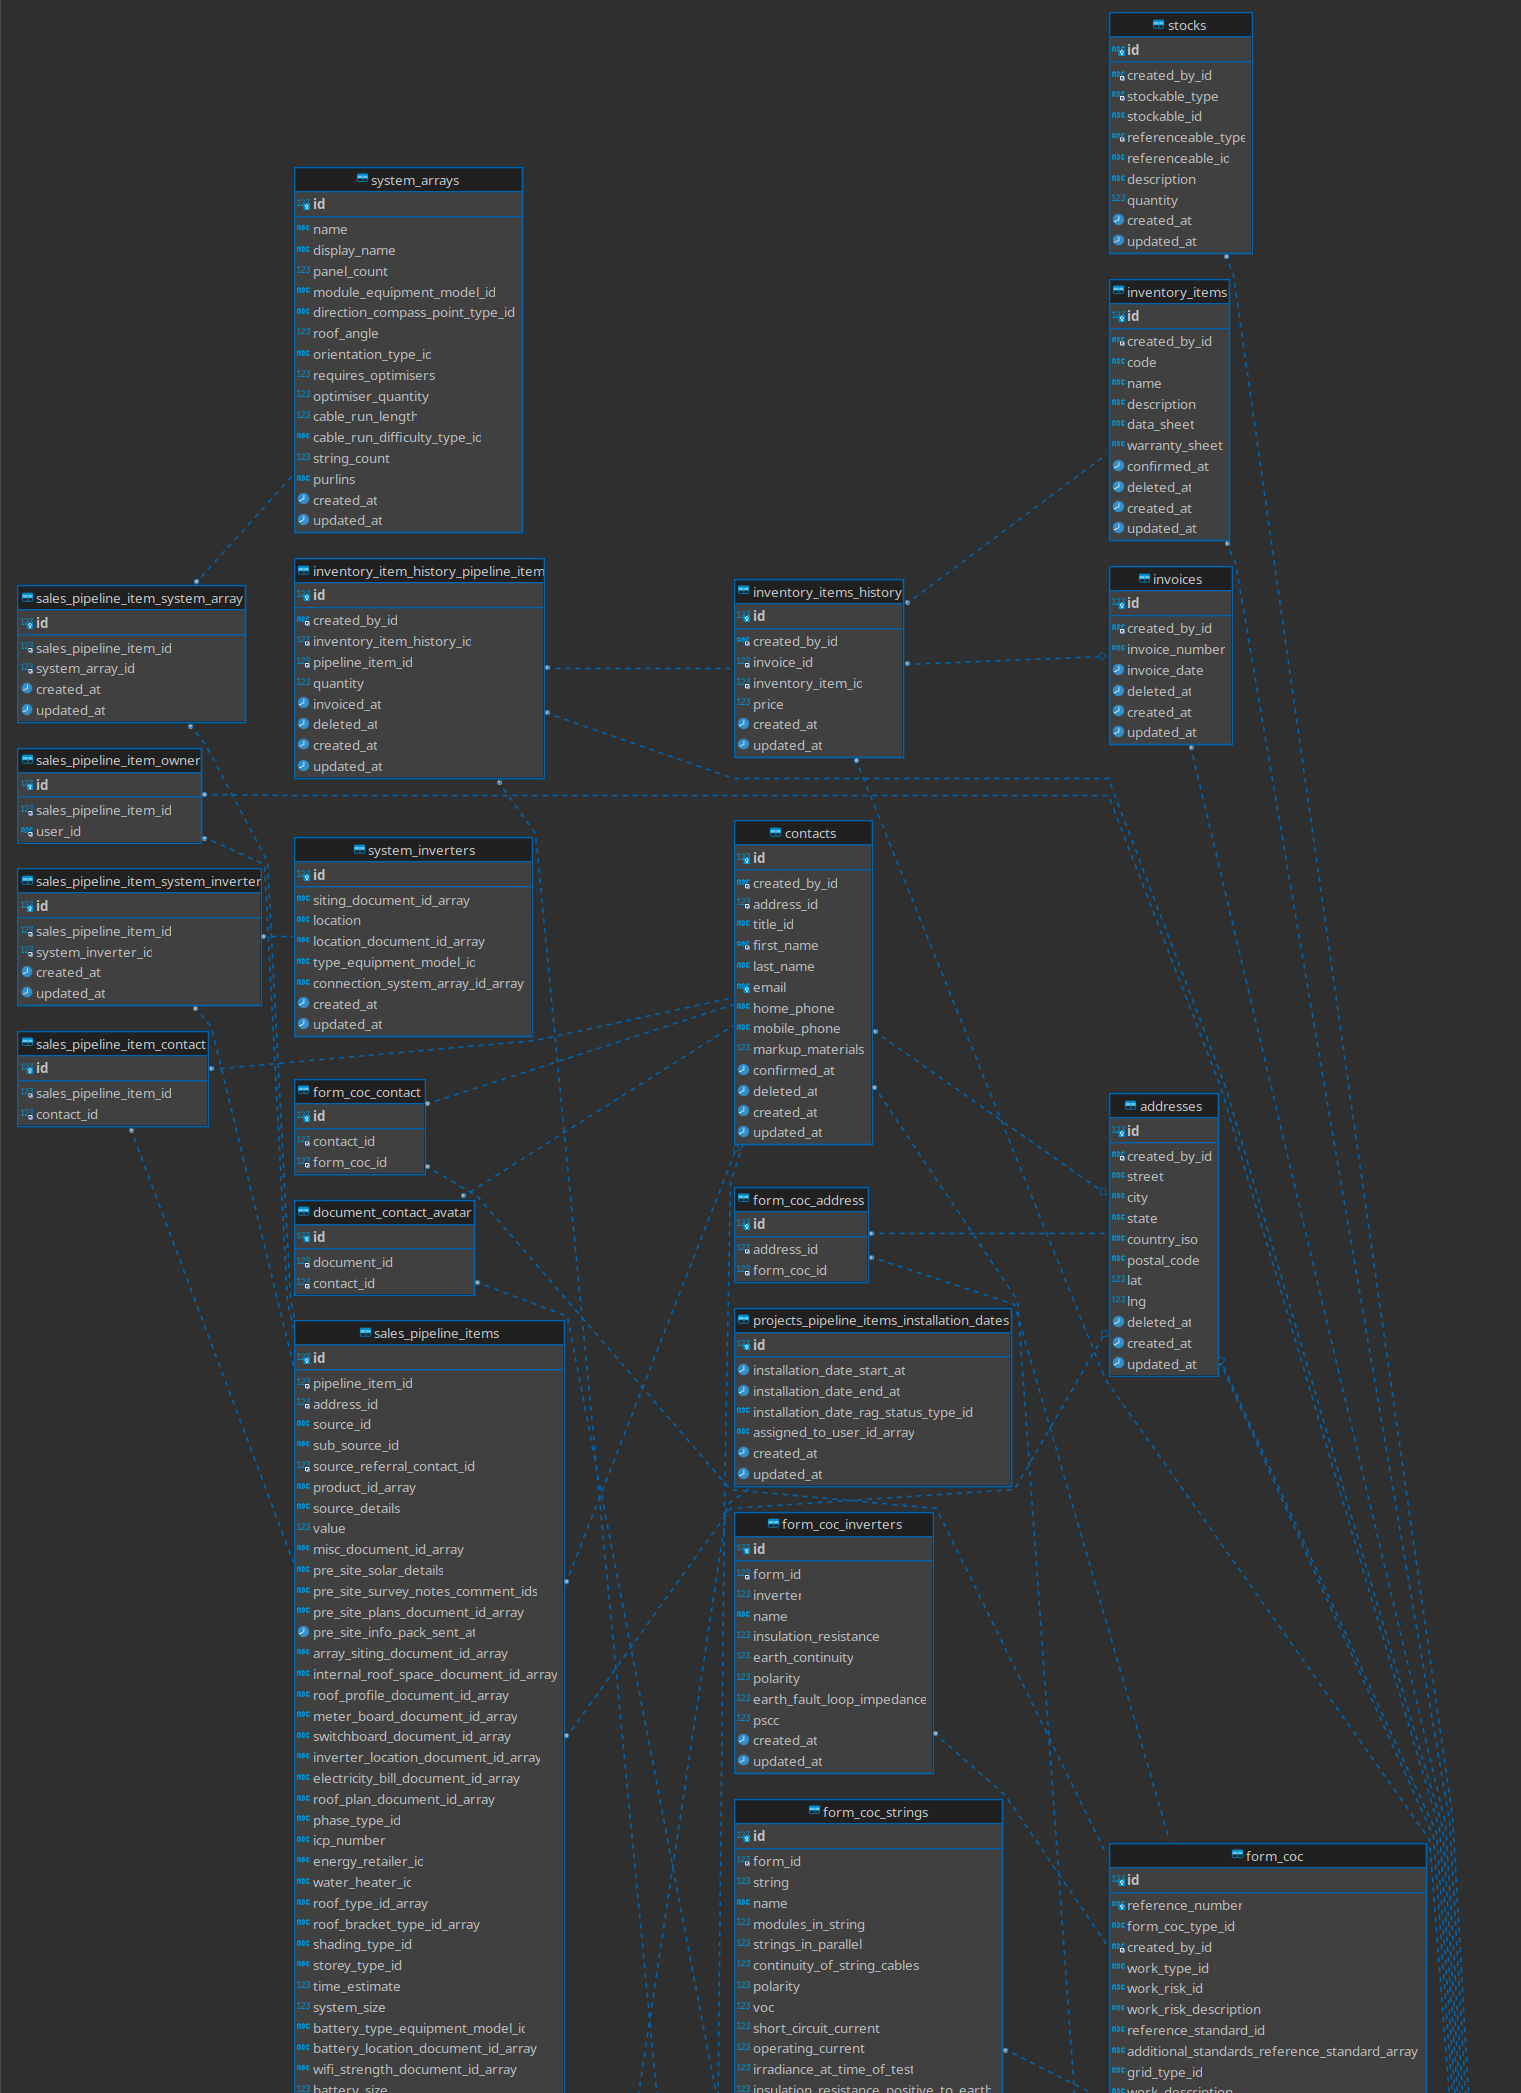 stocks
id
created_by_id
stockable_type
stockable_id
referenceable_type
referenceable_id
description
quantity
created_at
updated_at
system_arrays
id
name
display_name
panel_count
module_equipment_model_id
direction_compass_point_type_id
roof_angle
orientation_type_id
requires_optimisers
optimiser_quantity
cable_run_length
cable_run_difficulty_type_id
string_count
purlins
created_at
updated_at
inventory_items
id
created_by_id
code
name
description
data_sheet
warranty_sheet
confirmed_at
deleted_at
created_at
updated_at
sales_pipeline_item_system_array
id
sales_pipeline_item_id
system_array_id
created_at
updated_at
inventory_item_history_pipeline_item
id
created_by_id
inventory_item_history_id
pipeline_item_id
quantity
invoiced_at
deleted_at
created_at
updated_at
inventory_items_history
id
created_by_id
invoice_id
inventory_item_id
price
created_at
updated_at
invoices
id
created_by_id
invoice_number
invoice_date
deleted_at
created_at
updated_at
sales_pipeline_item_owner
id
sales_pipeline_item_id
user_id
sales_pipeline_item_system_inverter
id
sales_pipeline_item_id
system_inverter_id
created_at
updated_at
system_inverters
id
siting_document_id_array
location
location_document_id_array
type_equipment_model_id
connection_system_array_id_array
created_at
updated_at
contacts
id
created_by_id
address_id
title_id
first_name
last_name
email
home_phone
mobile_phone
markup_materials
confirmed_at
deleted_at
created_at
updated_at
sales_pipeline_item_contact
id
sales_pipeline_item_id
contact_id
form_coc_contact
id
contact_id
form_coc_id
addresses
id
created_by_id
street
city
state
country_iso
postal_code
lat
lng
deleted_at
created_at
updated_at
document_contact_avatar
id
document_id
contact_id
form_coc_address
id
address_id
form_coc_id
projects_pipeline_items_installation_dates
id
installation_date_start_at
installation_date_end_at
installation_date_rag_status_type_id
assigned_to_user_id_array
created_at
updated_at
sales_pipeline_items
id
pipeline_item_id
address_id
source_id
sub_source_id
source_referral_contact_id
product_id_array
source_details
value
misc_document_id_array
pre_site_solar_details
pre_site_survey_notes_comment_ids
pre_site_plans_document_id_array
pre_site_info_pack_sent_at
array_siting_document_id_array
internal_roof_space_document_id_array
roof_profile_document_id_array
meter_board_document_id_array
switchboard_document_id_array
inverter_location_document_id_array
electricity_bill_document_id_array
roof_plan_document_id_array
phase_type_id
icp_number
energy_retailer_id
water_heater_id
roof_type_id_array
roof_bracket_type_id_array
shading_type_id
storey_type_id
time_estimate
system_size
battery_type_equipment_model_id
battery_location_document_id_array
wifi_strength_document_id_array
battery_size
form_coc_inverters
id
form_id
inverter
name
insulation_resistance
earth_continuity
polarity
earth_fault_loop_impedance
pscc
created_at
updated_at
form_coc_strings
id
form_id
string
name
modules_in_string
strings_in_parallel
continuity_of_string_cables
polarity
voc
short_circuit_current
operating_current
irradiance_at_time_of_test
insulation_resistance_positive_to_earth
form_coc
id
reference_number
form_coc_type_id
created_by_id
work_type_id
work_risk_id
work_risk_description
reference_standard_id
additional_standards_reference_standard_array
grid_type_id
work_description